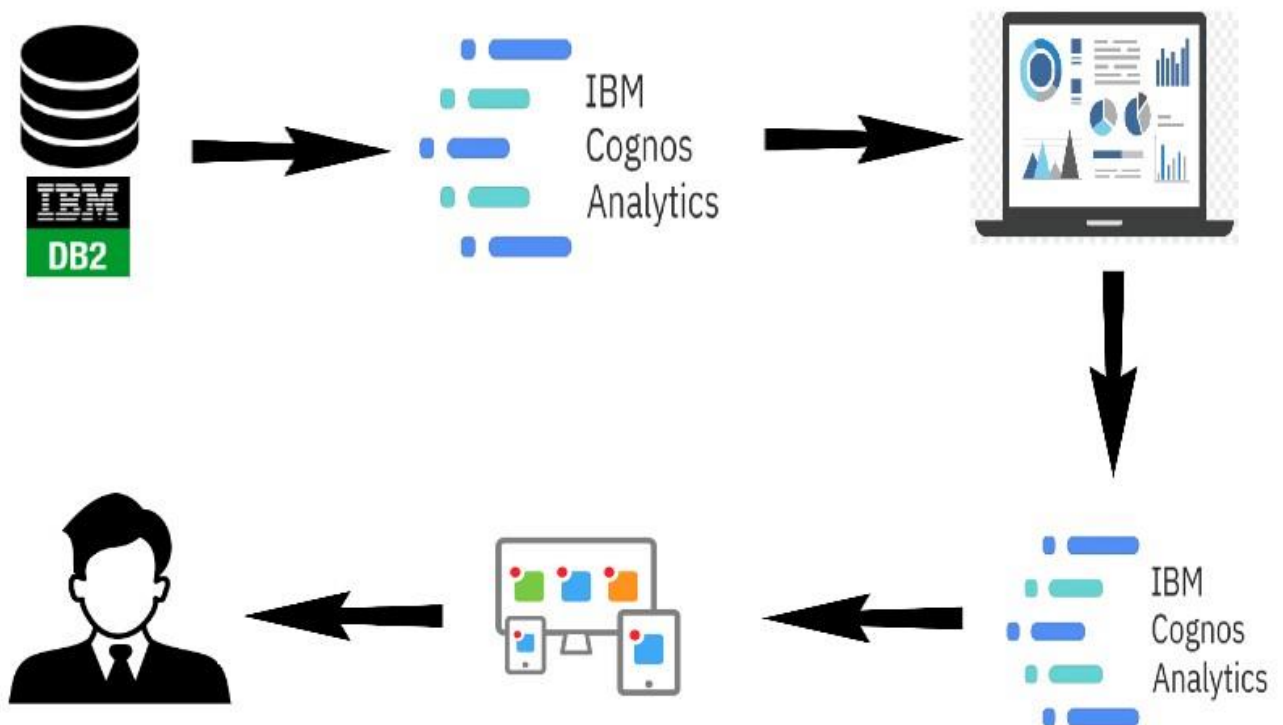 IBM
DB2
IBM
Cognos
Analytics
IBM
Cognos
Analytics